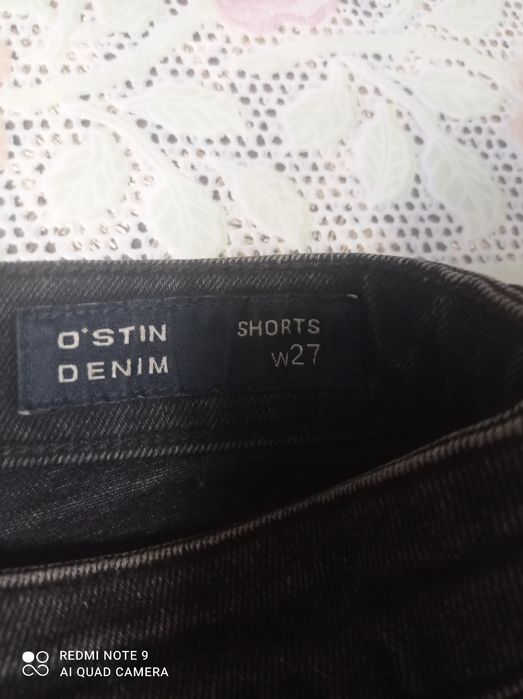 O'STIN
DENIM
SHORTS
W27
REDMI NOTE 9
AI QUAD CAMERA